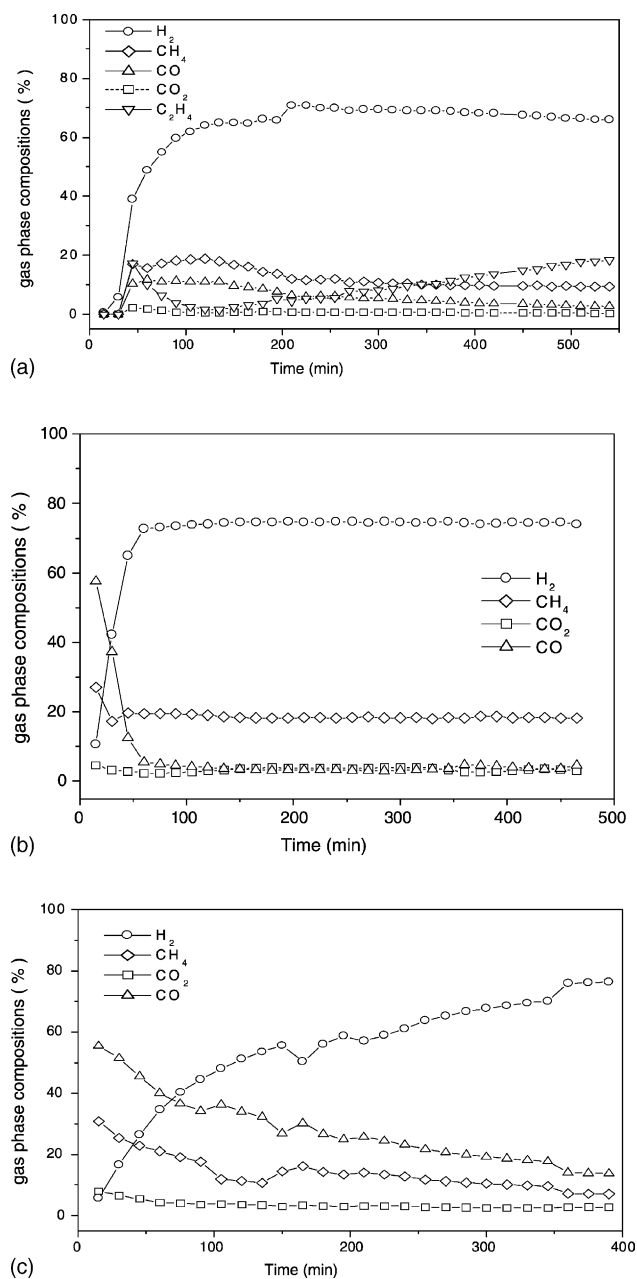 100
80
60
40
20
0
gas phase compositions ( % )
H2
CH4
CO
CO2
C2H4
0 100 200 300 400 500
Time (min)
(a)
100
80
60
40
20
0
gas phase compositions ( % )
H2
CH4
CO2
CO
0 100 200 300 400 500
Time (min)
(b)
100
80
60
40
20
0
gas phase compositions ( % )
H2
CH4
CO2
CO
0 100 200 300 400
Time (min)
(c)